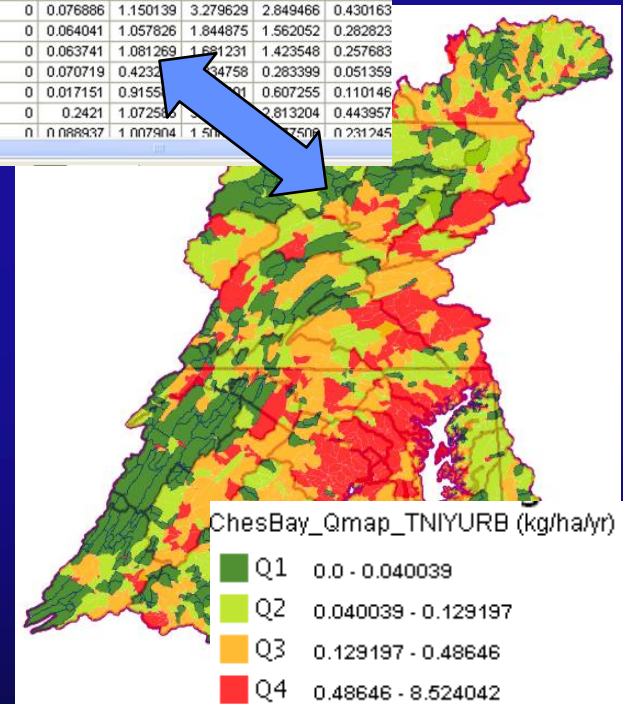 0 0.076886 1.150139 3.279629 2.849466 0.430163
0 0.064041 1.057826 1.844875 1.562052 0.282823
0 0.063741 1.081269 1.681231 1.423548 0.257683
0 0.070719 0.283399 0.051359
0 0.017151 0.607255 0.110146
0 0.2421 2.813204 0.443957
0 0.088937 1.007904 0.231245
ChesBay_Qmap_TNIYURB (kg/ha/yr)
Q1 0.0 - 0.040039
Q2 0.040039 - 0.129197
Q3 0.129197 - 0.48646
Q4 0.48646 - 8.524042